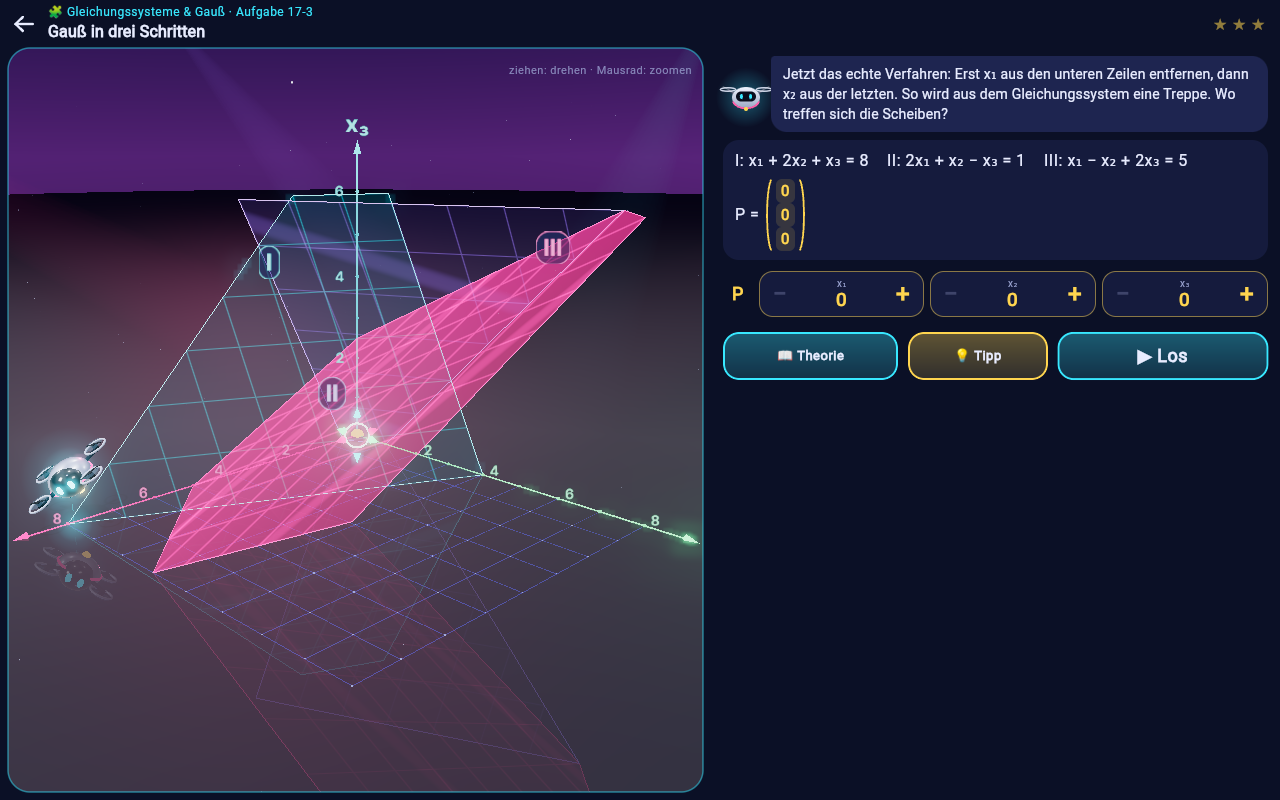 🧩 Gleichungssysteme & Gauß · Aufgabe 17-3
Gauß in drei Schritten
★ ★ ★
ziehen: drehen · Mausrad: zoomen
x₃
6
4
2
I
II
III
2
4
6
8
2
4
6
8
Jetzt das echte Verfahren: Erst x₁ aus den unteren Zeilen entfernen, dann
x₂ aus der letzten. So wird aus dem Gleichungssystem eine Treppe. Wo
treffen sich die Scheiben?
I: x₁ + 2x₂ + x₃ = 8 II: 2x₁ + x₂ − x₃ = 1 III: x₁ − x₂ + 2x₃ = 5
P = (0
0
0)
P
x₁
− 0 +
x₂
− 0 +
x₃
− 0 +
📖 Theorie
💡 Tipp
▶ Los